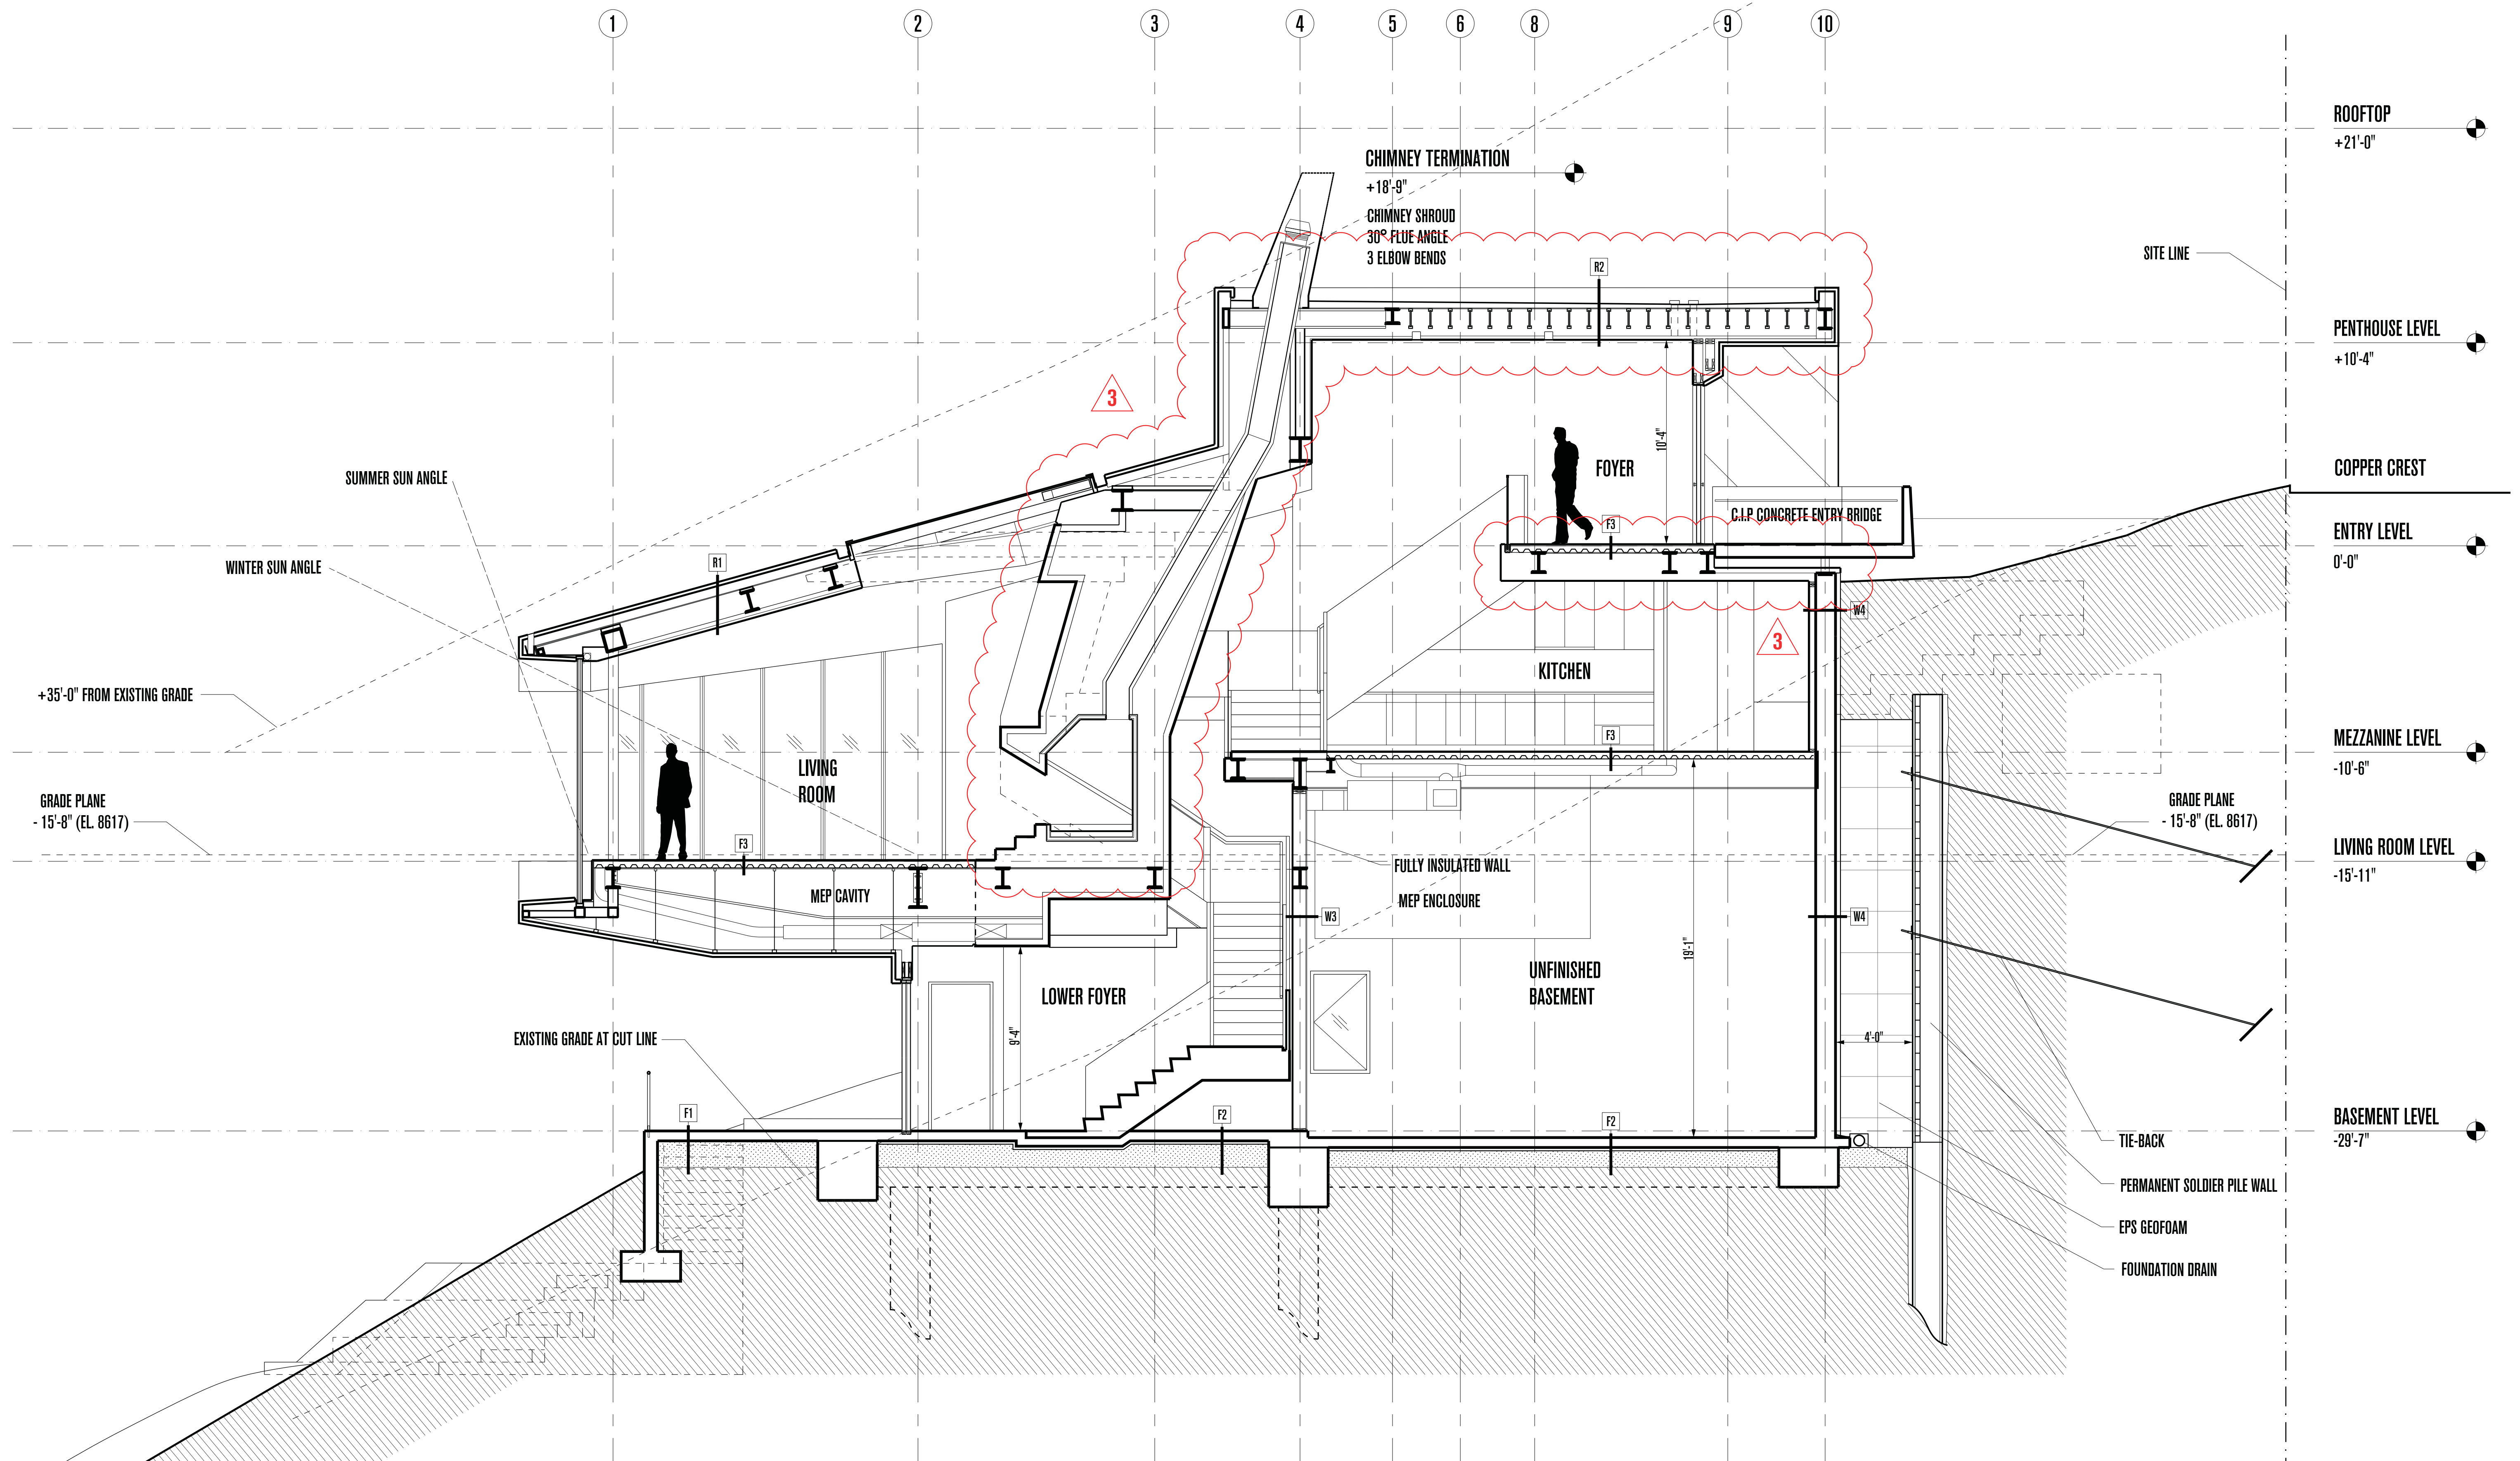 1
2
3
4
5
6
8
9
10
ROOFTOP
+21'-0"
CHIMNEY TERMINATION
+18'-9"
CHIMNEY SHROUD
30° FLUE ANGLE
3 ELBOW BENDS
SITE LINE
R2
PENTHOUSE LEVEL
+10'-4"
3
10'-4"
FOYER
COPPER CREST
SUMMER SUN ANGLE
C.I.P CONCRETE ENTRY BRIDGE
F3
ENTRY LEVEL
0'-0"
WINTER SUN ANGLE
R1
W4
3
KITCHEN
+35'-0" FROM EXISTING GRADE
F3
MEZZANINE LEVEL
-10'-6"
LIVING
ROOM
GRADE PLANE
- 15'-8" (EL. 8617)
GRADE PLANE
- 15'-8" (EL. 8617)
F3
LIVING ROOM LEVEL
-15'-11"
FULLY INSULATED WALL
MEP CAVITY
MEP ENCLOSURE
W3
W4
19'-1"
UNFINISHED
BASEMENT
LOWER FOYER
9'-4"
EXISTING GRADE AT CUT LINE
4'-0"
F1
F2
F2
BASEMENT LEVEL
-29'-7"
TIE-BACK
PERMANENT SOLDIER PILE WALL
EPS GEOFOAM
FOUNDATION DRAIN